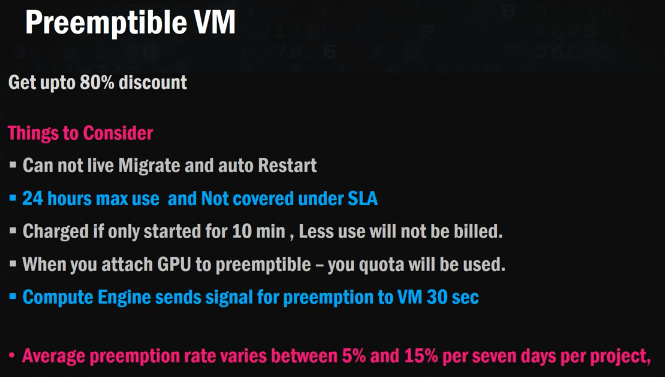 Preemptible VM
Get upto 80% discount
Things to Consider
▪ Can not live Migrate and auto Restart
▪ 24 hours max use and Not covered under SLA
▪ Charged if only started for 10 min , Less use will not be billed.
▪ When you attach GPU to preemptible – you quota will be used.
▪ Compute Engine sends signal for preemption to VM 30 sec
• Average preemption rate varies between 5% and 15% per seven days per project,